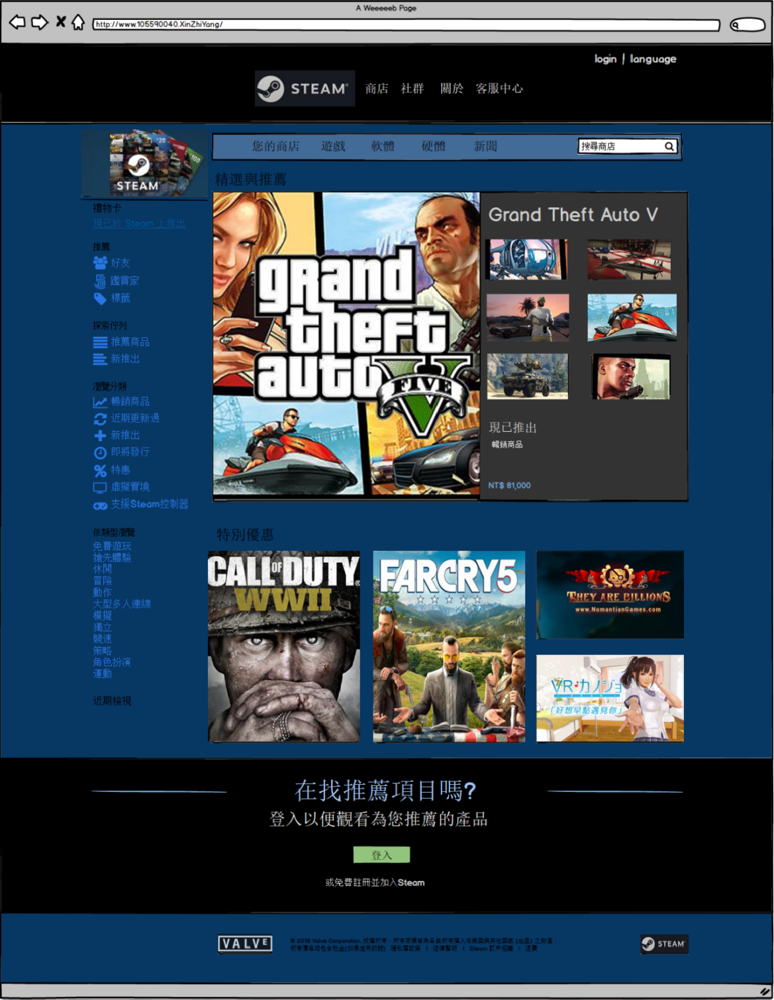 A Weeeeeb Page
http://www.105590040.XinZhiYang/
login | language
STEAM 商店 社群 關於 客服中心
$20
$100
STEAM
您的商店 遊戲 軟體 硬體 新聞 搜尋商店
禮物卡
現已於 Steam 上推出
推薦
好友
鑑賞家
標籤
探索佇列
推薦商品
新推出
瀏覽分類
暢銷商品
近期更新過
新推出
即將發行
特惠
虛擬實境
支援Steam控制器
依類型瀏覽
免費遊玩
搶先體驗
休閒
冒險
動作
大型多人連線
模擬
獨立
競速
策略
角色扮演
運動
近期檢視
精選與推薦
grand
theft
auto V
FIVE
Grand Theft Auto V
現已推出
暢銷商品
NT$ 81,000
特別優惠
CALL OF DUTY
WWII
FARCRY5
THEY ARE BILLIONS
www.NumantianGames.com
VR・カノジョ
「好想早點遇見你」
在找推薦項目嗎?
登入以便觀看為您推薦的產品
登入
或免費註冊並加入Steam
VALVE
© 2018 Valve Corporation. 版權所有。所有商標皆為各自所有權人在美國與其他國家 (地區) 之財產。
所有價格均包含稅金(如果適用的話) 隱私權政策 | 法律聲明 | Steam 訂戶協議 | 退費
STEAM